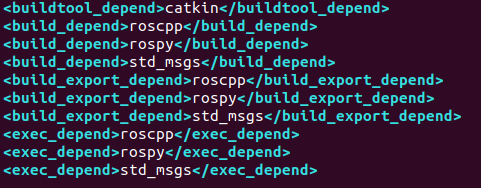 <buildtool_depend>catkin</buildtool_depend>
<build_depend>roscpp</build_depend>
<build_depend>rospy</build_depend>
<build_depend>std_msgs</build_depend>
<build_export_depend>roscpp</build_export_depend>
<build_export_depend>rospy</build_export_depend>
<build_export_depend>std_msgs</build_export_depend>
<exec_depend>roscpp</exec_depend>
<exec_depend>rospy</exec_depend>
<exec_depend>std_msgs</exec_depend>